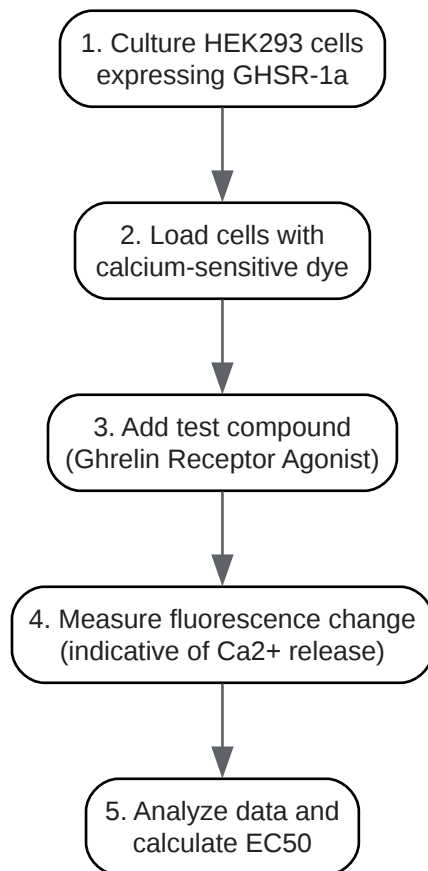 1. Culture HEK293 cells
expressing GHSR-1a
2. Load cells with
calcium-sensitive dye
3. Add test compound
(Ghrelin Receptor Agonist)
4. Measure fluorescence change
(indicative of Ca2+ release)
5. Analyze data and
calculate EC50